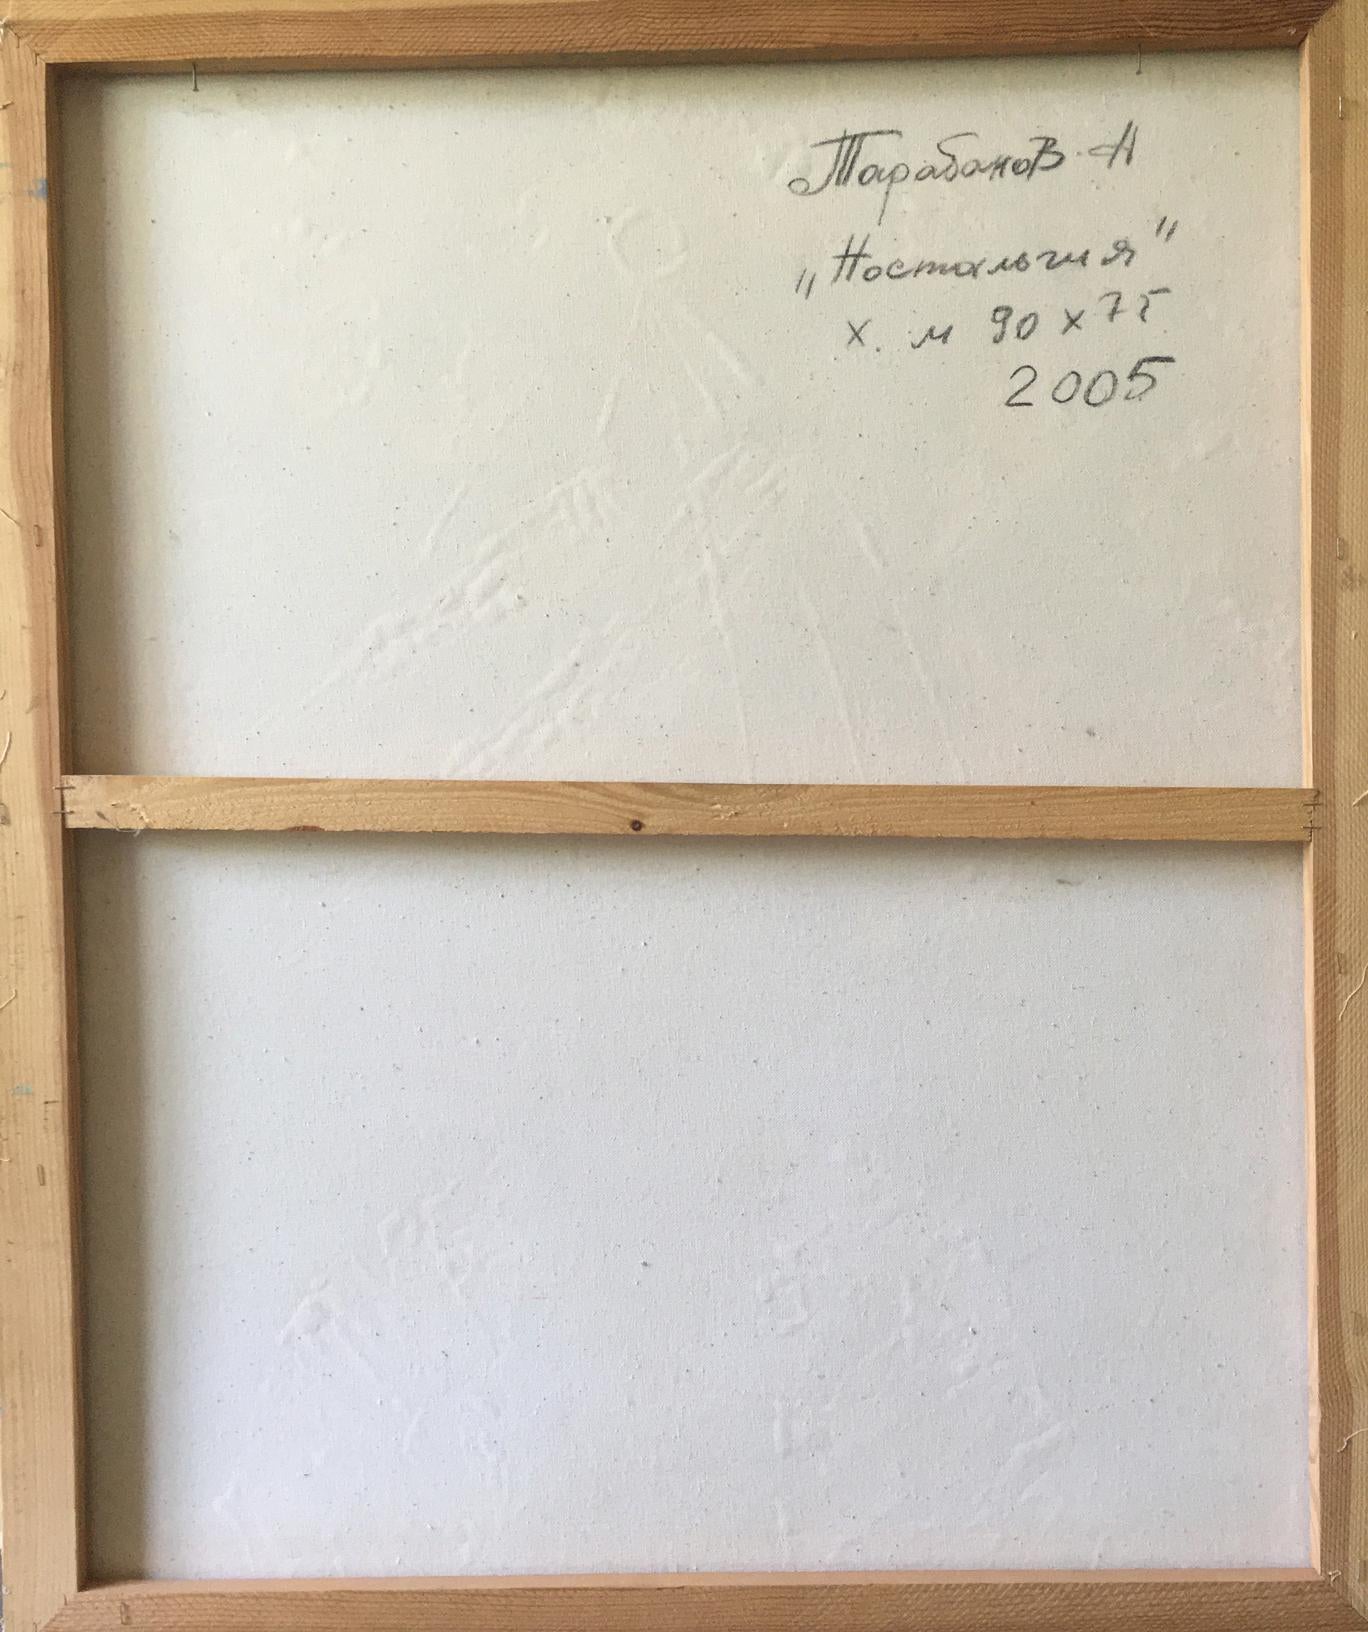 Тарабанов. Н
„Ностальгия"
х. м 90 х 75
2005